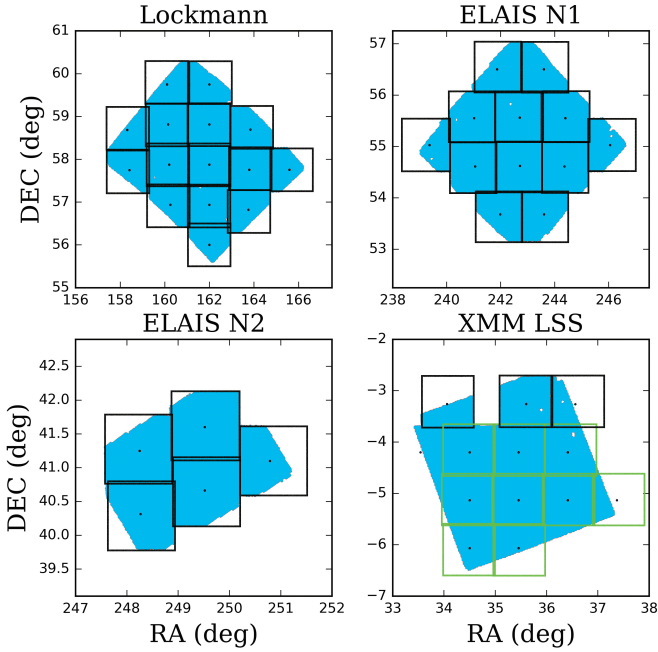 Lockmann
DEC (deg)
61
60
59
58
57
56
55
156 158 160 162 164 166
ELAIS N1
57
56
55
54
53
238 240 242 244 246
ELAIS N2
DEC (deg)
42.5
42.0
41.5
41.0
40.5
40.0
39.5
247 248 249 250 251 252
RA (deg)
XMM LSS
−2
−3
−4
−5
−6
−7
33 34 35 36 37 38
RA (deg)